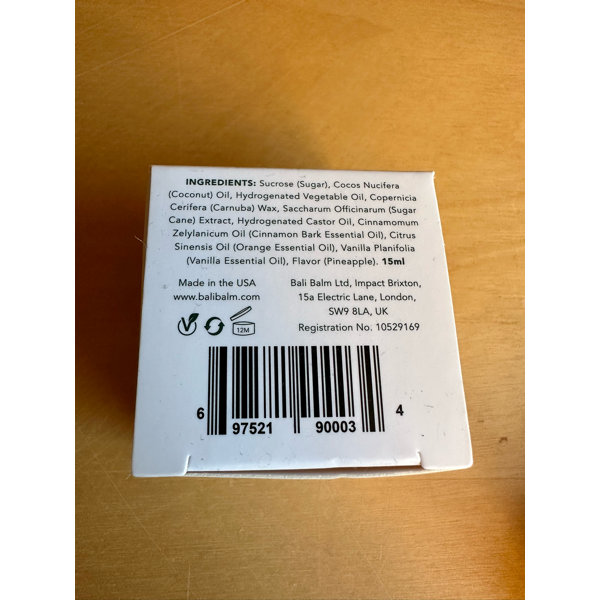 INGREDIENTS: Sucrose (Sugar), Cocos Nucifera
(Coconut) Oil, Hydrogenated Vegetable Oil, Copernicia
Cerifera (Carnuba) Wax, Saccharum Officinarum (Sugar
Cane) Extract, Hydrogenated Castor Oil, Cinnamomum
Zelylanicum Oil (Cinnamon Bark Essential Oil), Citrus
Sinensis Oil (Orange Essential Oil), Vanilla Planifolia
(Vanilla Essential Oil), Flavor (Pineapple). 15ml
Made in the USA
www.balibalm.com
Bali Balm Ltd, Impact Brixton,
15a Electric Lane, London,
SW9 8LA, UK
Registration No. 10529169
12M
6 97521 90003 4